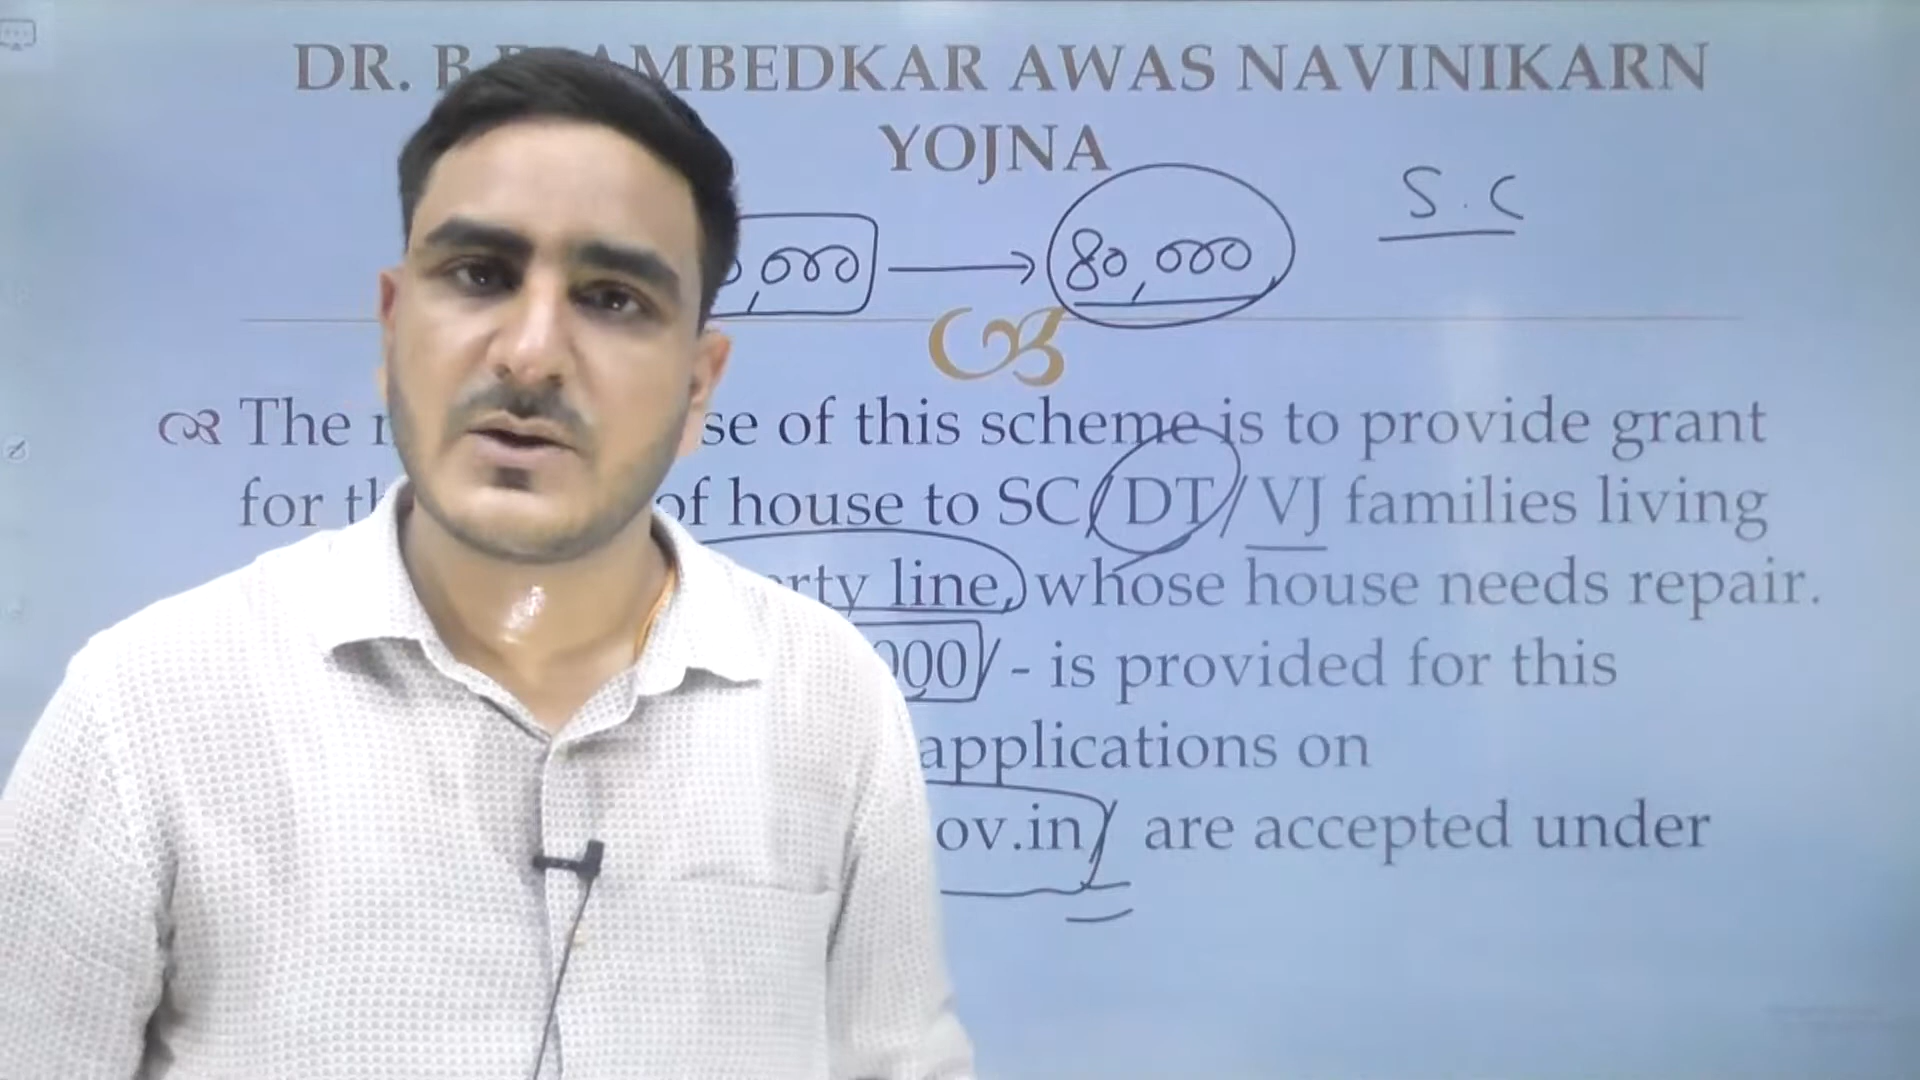 DR. B AMBEDKAR AWAS NAVINIKARN
YOJNA
S.C
,000 → 80,000
The se of this scheme is to provide grant
for of house to SC/DT/VJ families living
rty line, whose house needs repair.
000/- is provided for this
applications on
ov.in/ are accepted under